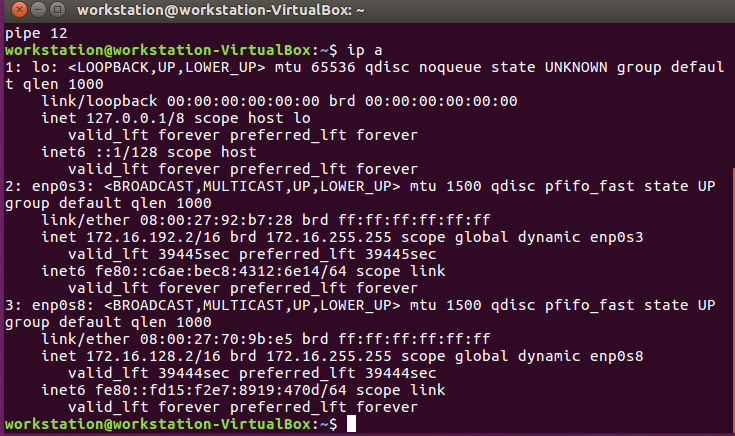 workstation@workstation-VirtualBox: ~
pipe 12
workstation@workstation-VirtualBox:~$ ip a
1: lo: <LOOPBACK,UP,LOWER_UP> mtu 65536 qdisc noqueue state UNKNOWN group defaul
t qlen 1000
    link/loopback 00:00:00:00:00:00 brd 00:00:00:00:00:00
    inet 127.0.0.1/8 scope host lo
       valid_lft forever preferred_lft forever
    inet6 ::1/128 scope host
       valid_lft forever preferred_lft forever
2: enp0s3: <BROADCAST,MULTICAST,UP,LOWER_UP> mtu 1500 qdisc pfifo_fast state UP
group default qlen 1000
    link/ether 08:00:27:92:b7:28 brd ff:ff:ff:ff:ff:ff
    inet 172.16.192.2/16 brd 172.16.255.255 scope global dynamic enp0s3
       valid_lft 39445sec preferred_lft 39445sec
    inet6 fe80::c6ae:bec8:4312:6e14/64 scope link
       valid_lft forever preferred_lft forever
3: enp0s8: <BROADCAST,MULTICAST,UP,LOWER_UP> mtu 1500 qdisc pfifo_fast state UP
group default qlen 1000
    link/ether 08:00:27:70:9b:e5 brd ff:ff:ff:ff:ff:ff
    inet 172.16.128.2/16 brd 172.16.255.255 scope global dynamic enp0s8
       valid_lft 39444sec preferred_lft 39444sec
    inet6 fe80::fd15:f2e7:8919:470d/64 scope link
       valid_lft forever preferred_lft forever
workstation@workstation-VirtualBox:~$